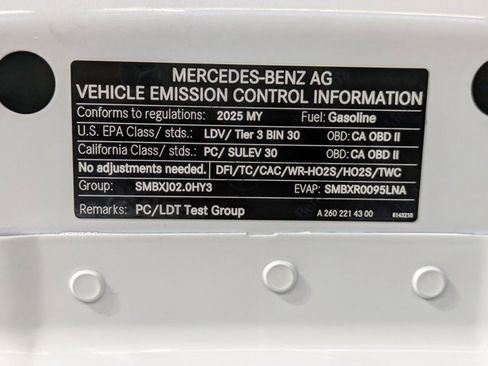 MERCEDES-BENZ AG
VEHICLE EMISSION CONTROL INFORMATION
Conforms to regulations: 2025 MY Fuel: Gasoline
U.S. EPA Class/ stds.: LDV/ Tier 3 BIN 30 OBD: CA OBD II
California Class/ stds.: PC/ SULEV 30 OBD: CA OBD II
No adjustments needed. DFI/TC/CAC/WR-HO2S/HO2S/TWC
Group: SMBXJ02.0HY3 EVAP: SMBXR0095LNA
Remarks: PC/LDT Test Group A 260 221 43 00 8143210